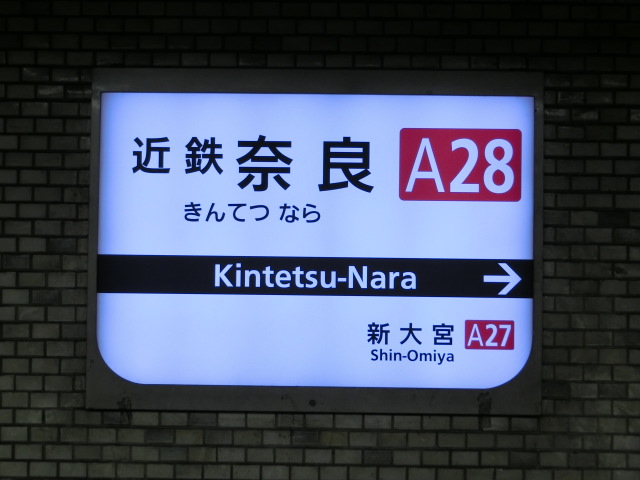 近鉄奈良 A28
きんてつ なら
Kintetsu-Nara →
新大宮 A27
Shin-Omiya